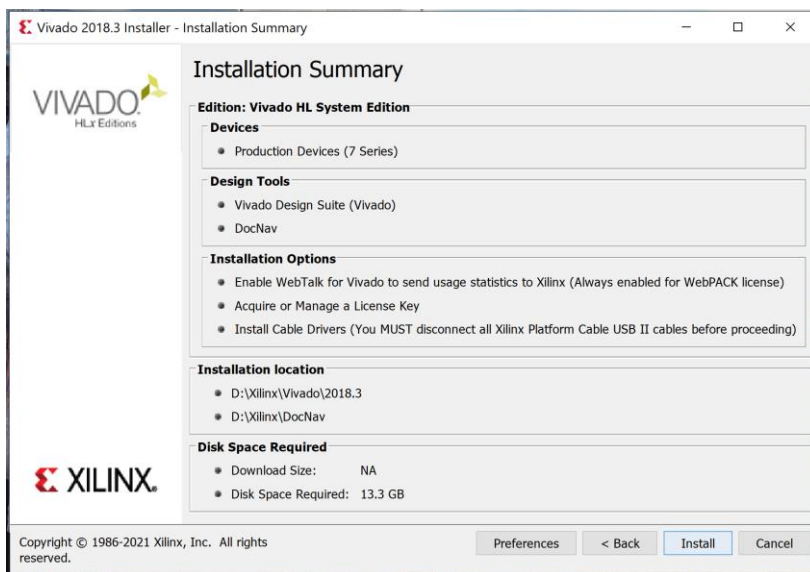 Vivado 2018.3 Installer - Installation Summary
VIVADO.
HLx Editions
Installation Summary
Edition: Vivado HL System Edition
Devices
Production Devices (7 Series)
Design Tools
Vivado Design Suite (Vivado)
DocNav
Installation Options
Enable WebTalk for Vivado to send usage statistics to Xilinx (Always enabled for WebPACK license)
Acquire or Manage a License Key
Install Cable Drivers (You MUST disconnect all Xilinx Platform Cable USB II cables before proceeding)
Installation location
D:\Xilinx\Vivado\2018.3
D:\Xilinx\DocNav
Disk Space Required
Download Size: NA
Disk Space Required: 13.3 GB
XILINX.
Copyright © 1986-2021 Xilinx, Inc. All rights
reserved.
Preferences < Back Install Cancel